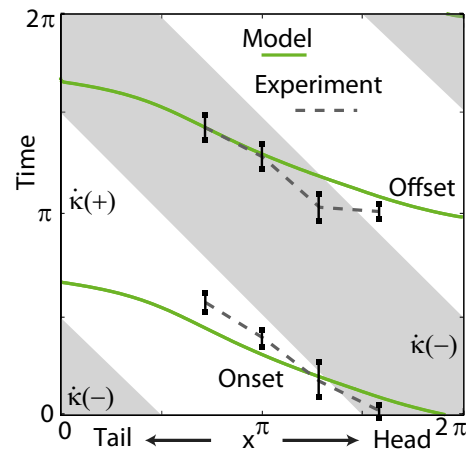 2π
Model
Experiment
Time
κ̇(+)
Offset
π
κ̇(−)
Onset
κ̇(−)
0
0
π
2π
Tail
x
Head